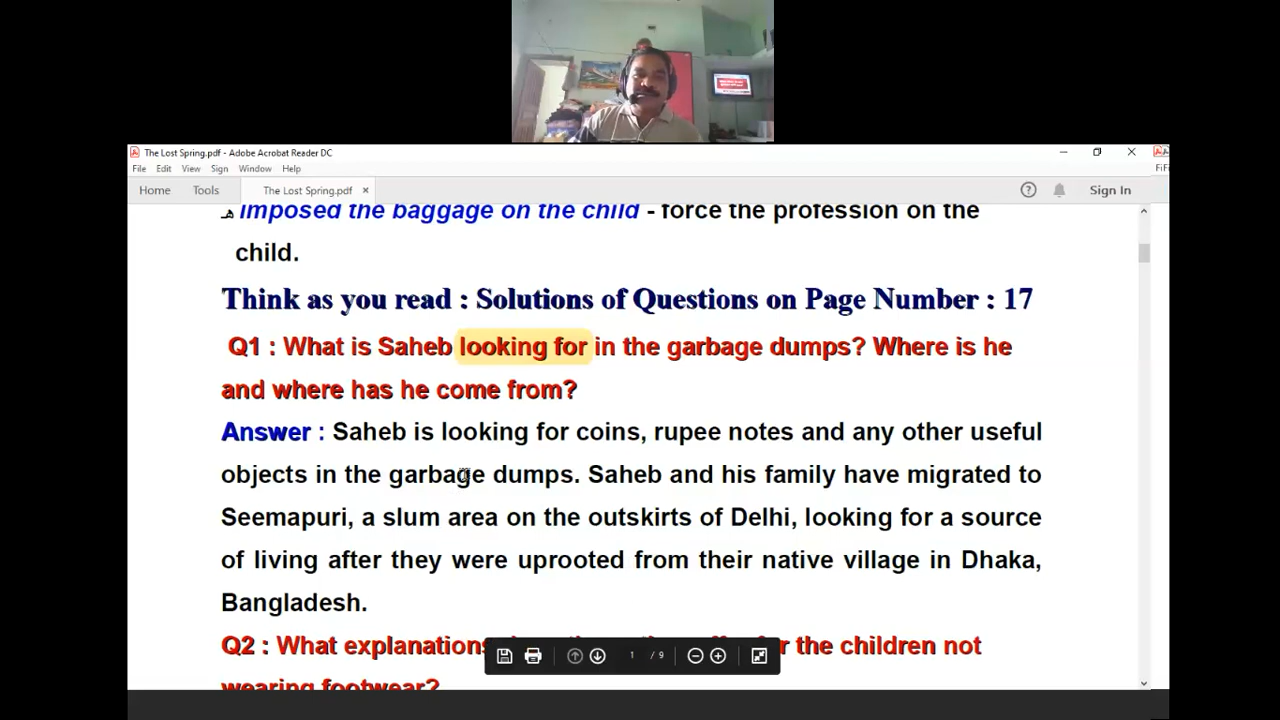 The Lost Spring.pdf - Adobe Acrobat Reader DC
File Edit View Sign Window Help
Home Tools The Lost Spring.pdf × Sign In
Imposed the baggage on the child - force the profession on the
child.
Think as you read : Solutions of Questions on Page Number : 17
Q1 : What is Saheb looking for in the garbage dumps? Where is he
and where has he come from?
Answer : Saheb is looking for coins, rupee notes and any other useful
objects in the garbage dumps. Saheb and his family have migrated to
Seemapuri, a slum area on the outskirts of Delhi, looking for a source
of living after they were uprooted from their native village in Dhaka,
Bangladesh.
Q2 : What explanations the children not
1 / 9
wearing footwear?